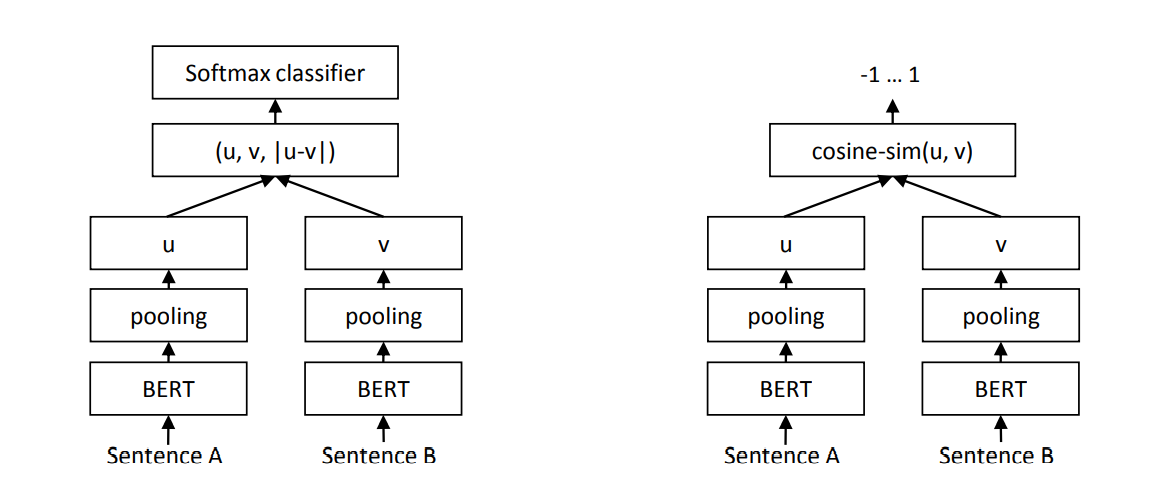 Softmax classifier
(u, v, |u-v|)
u
v
pooling
pooling
BERT
BERT
Sentence A
Sentence B
-1 … 1
cosine-sim(u, v)
u
v
pooling
pooling
BERT
BERT
Sentence A
Sentence B